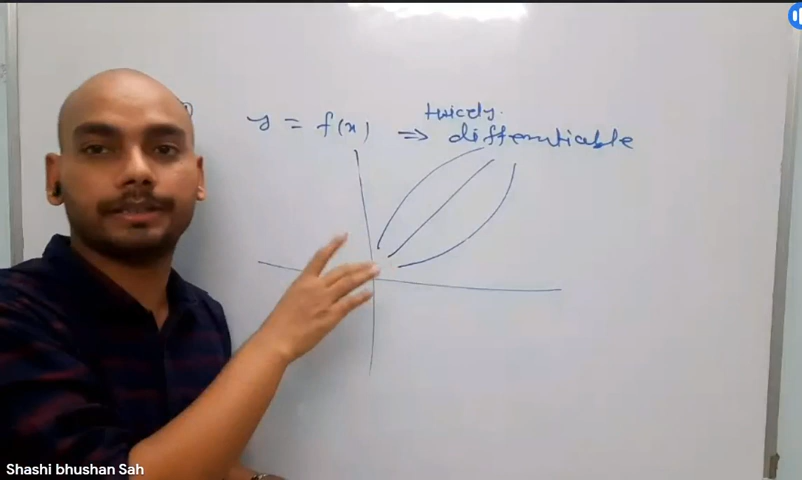 twicely.
y = f(x) ⇒ differentiable
Shashi bhushan Sah